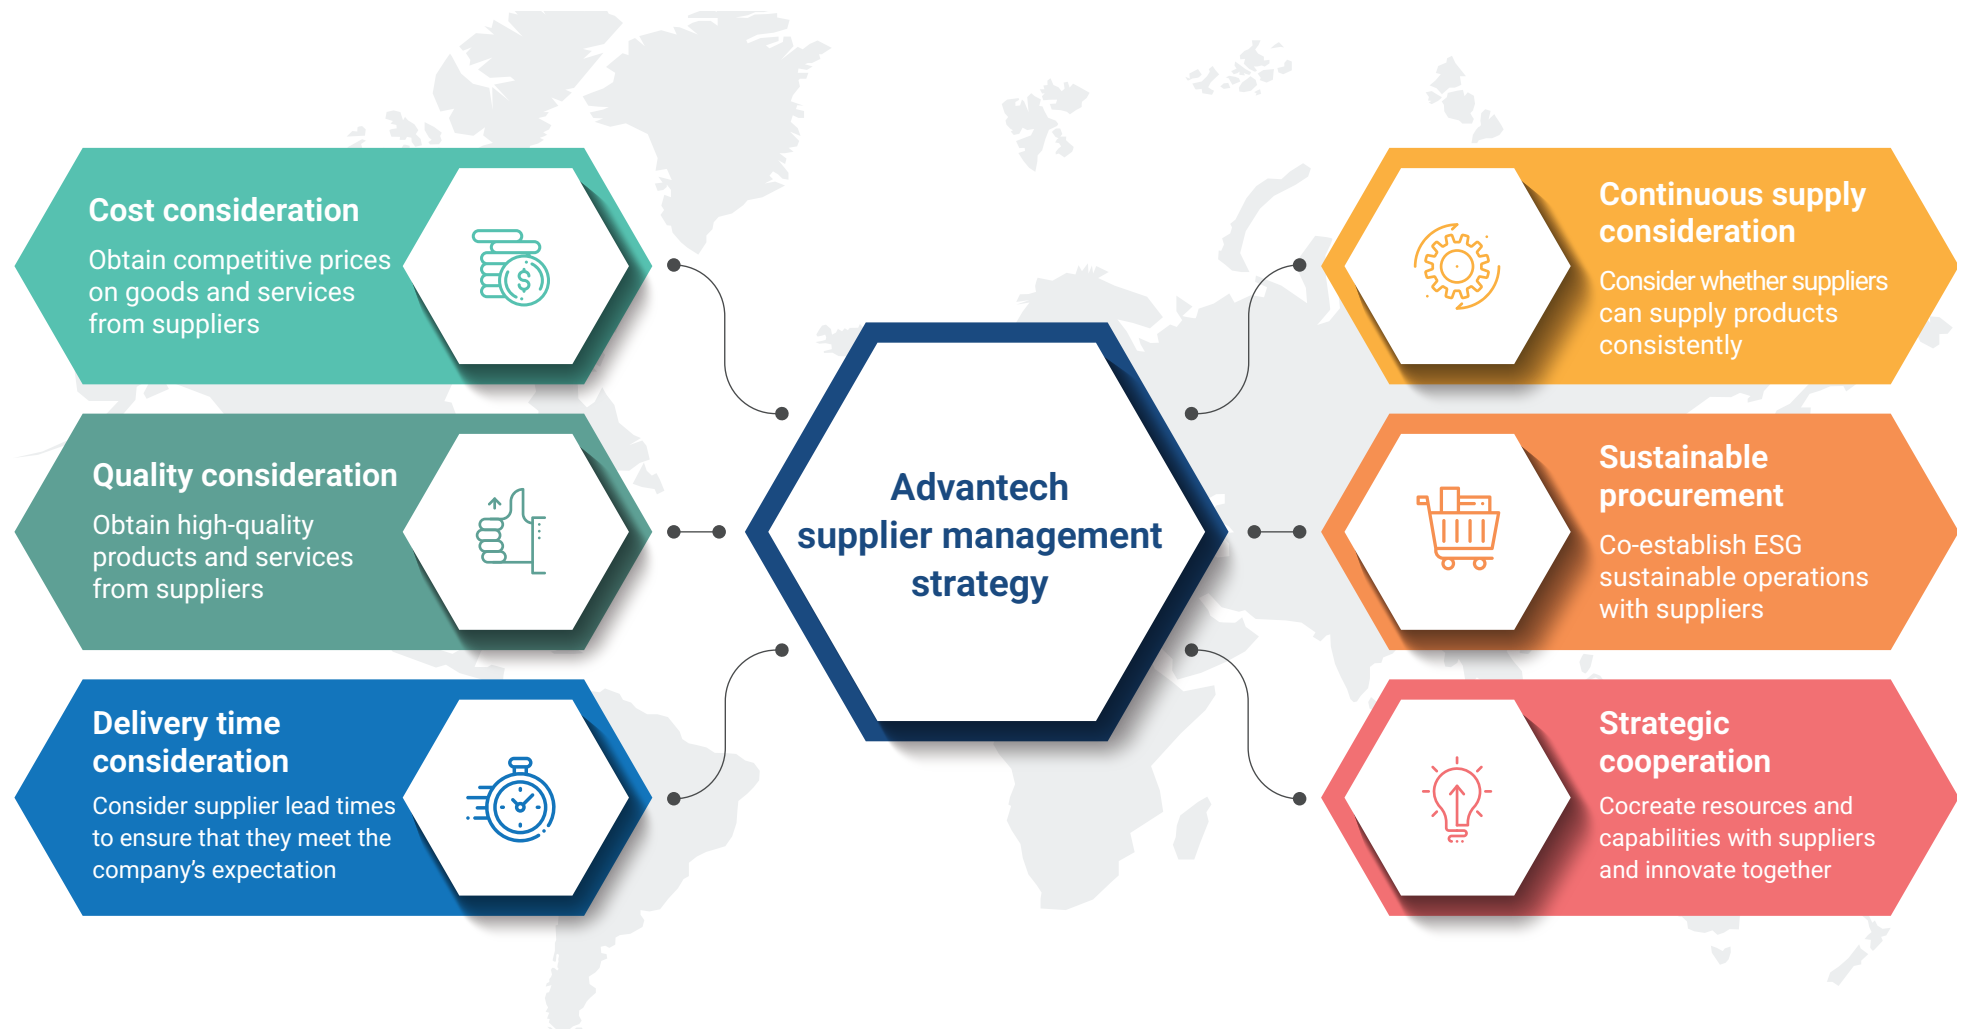 Cost consideration
Obtain competitive prices
on goods and services
from suppliers
Quality consideration
Obtain high-quality
products and services
from suppliers
Delivery time
consideration
Consider supplier lead times
to ensure that they meet the
company's expectation
Advantech
supplier management
strategy
Continuous supply
consideration
Consider whether suppliers
can supply products
consistently
Sustainable
procurement
Co-establish ESG
sustainable operations
with suppliers
Strategic
cooperation
Cocreate resources and
capabilities with suppliers
and innovate together